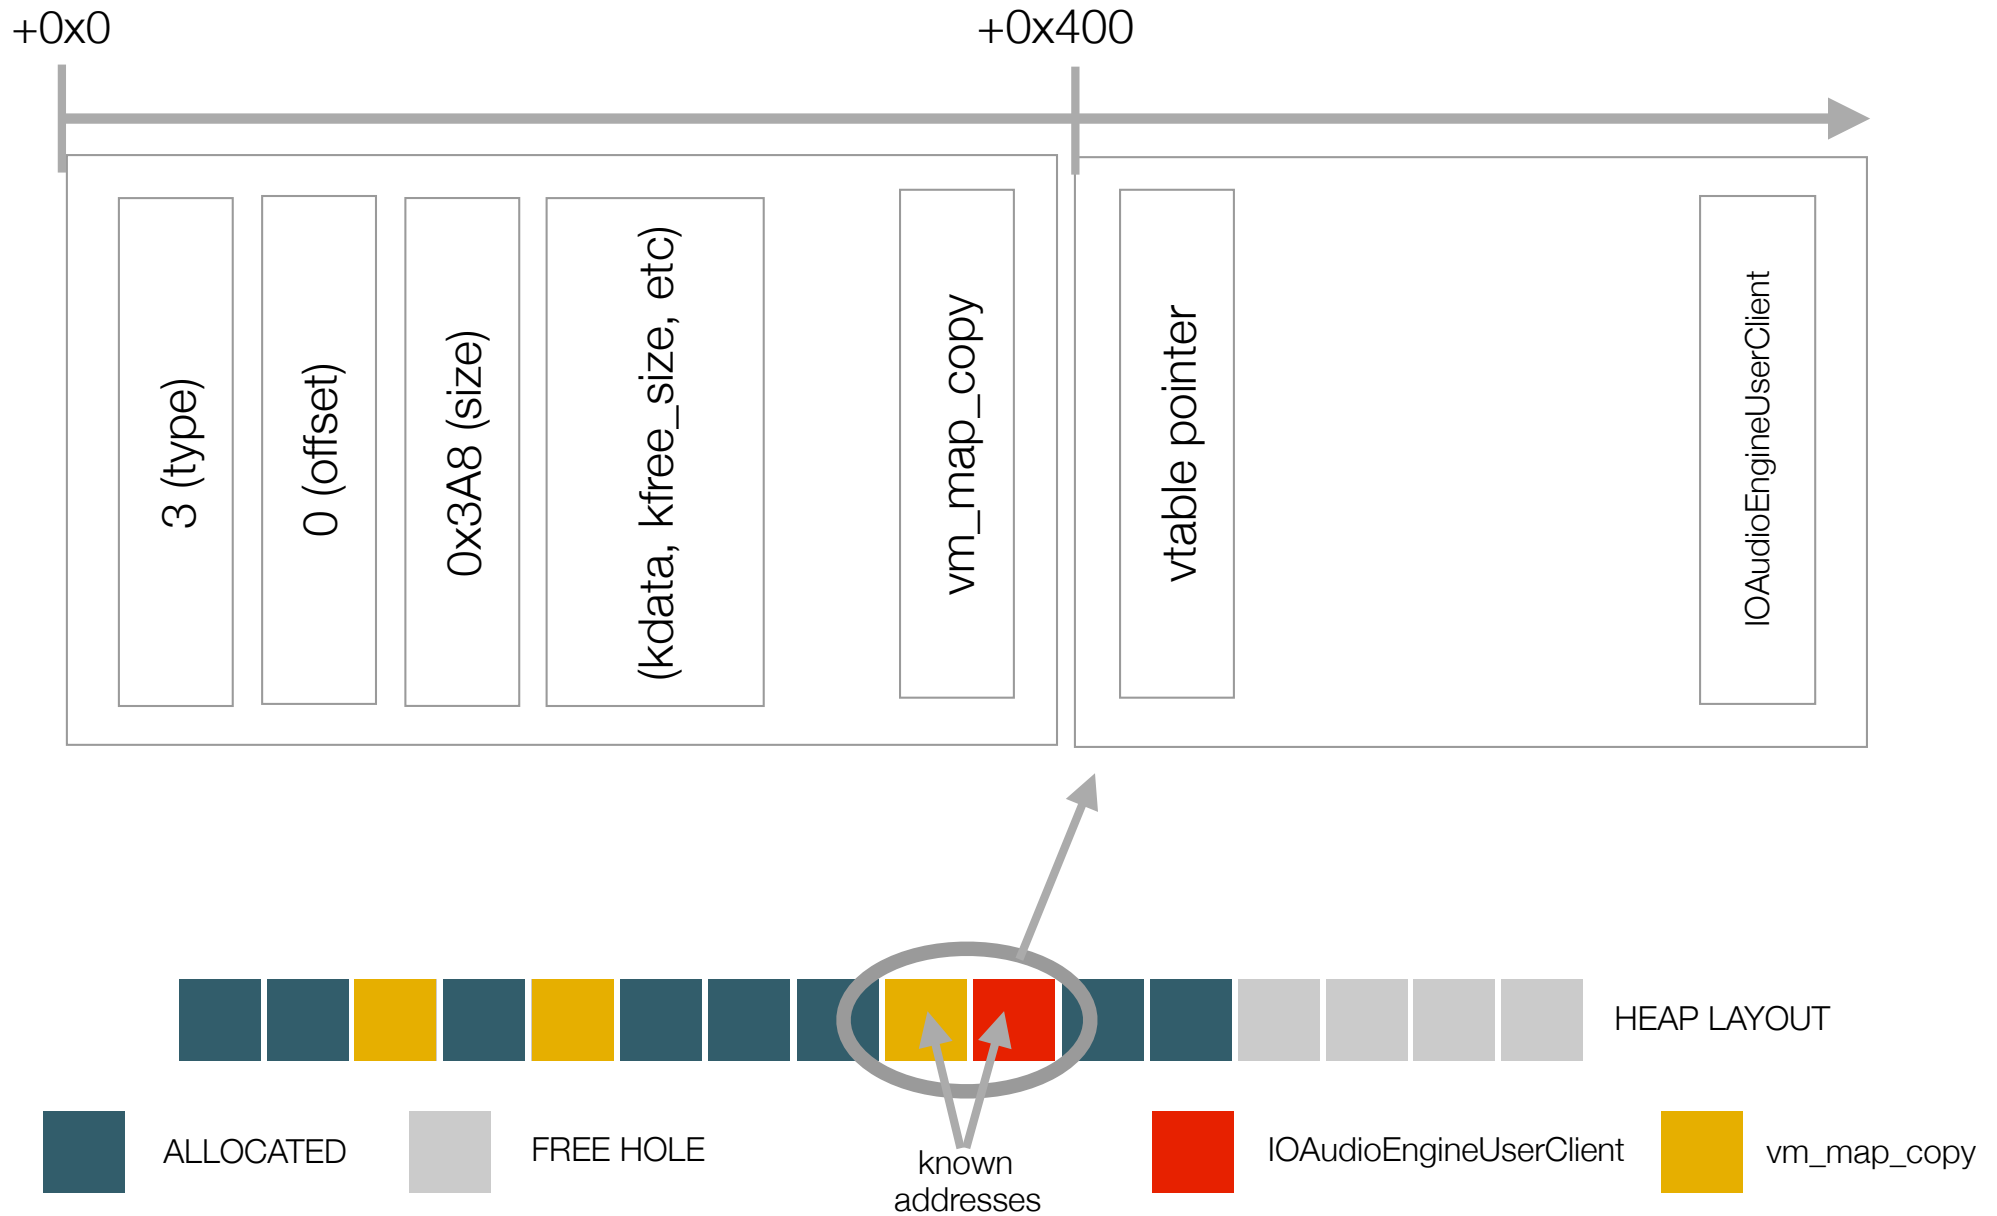 +0x0
+0x400
3 (type)
0 (offset)
0x3A8 (size)
(kdata, kfree_size, etc)
vm_map_copy
vtable pointer
IOAudioEngineUserClient
HEAP LAYOUT
ALLOCATED
FREE HOLE
known
addresses
IOAudioEngineUserClient
vm_map_copy